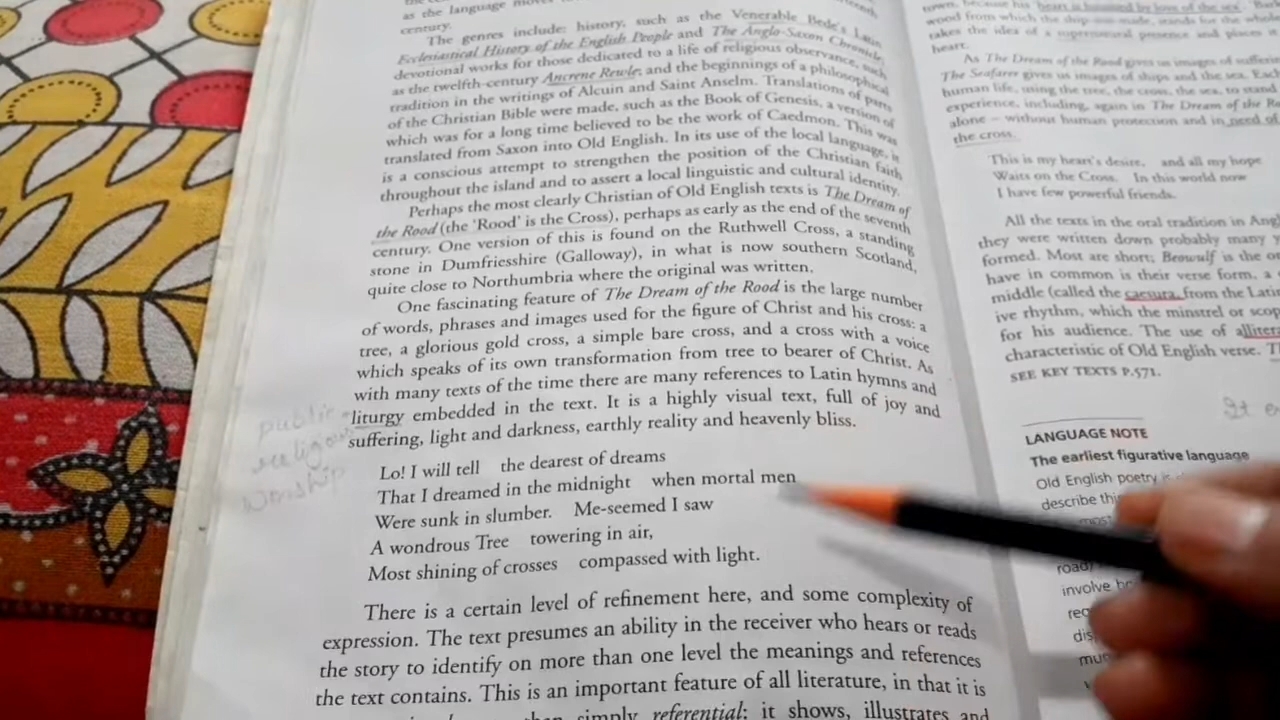 as the language moves
century.
The genres include: history, such as the Venerable Bede's Latin
Ecclesiastical History of the English People and The Anglo-Saxon Chronicle;
devotional works for those dedicated to a life of religious observance, such
as the twelfth-century Ancrene Rewle; and the beginnings of a philosophical
tradition in the writings of Alcuin and Saint Anselm. Translations of parts
of the Christian Bible were made, such as the Book of Genesis, a version of
which was for a long time believed to be the work of Caedmon. This was
translated from Saxon into Old English. In its use of the local language, it
is a conscious attempt to strengthen the position of the Christian faith
throughout the island and to assert a local linguistic and cultural identity.
Perhaps the most clearly Christian of Old English texts is The Dream of
the Rood (the 'Rood' is the Cross), perhaps as early as the end of the seventh
century. One version of this is found on the Ruthwell Cross, a standing
stone in Dumfriesshire (Galloway), in what is now southern Scotland,
quite close to Northumbria where the original was written.
One fascinating feature of The Dream of the Rood is the large number
of words, phrases and images used for the figure of Christ and his cross: a
tree, a glorious gold cross, a simple bare cross, and a cross with a voice
which speaks of its own transformation from tree to bearer of Christ. As
with many texts of the time there are many references to Latin hymns and
liturgy embedded in the text. It is a highly visual text, full of joy and
suffering, light and darkness, earthly reality and heavenly bliss.
public
religious
worship
Lo! I will tell the dearest of dreams
That I dreamed in the midnight when mortal men
Were sunk in slumber. Me-seemed I saw
A wondrous Tree towering in air,
Most shining of crosses compassed with light.
There is a certain level of refinement here, and some complexity of
expression. The text presumes an ability in the receiver who hears or reads
the story to identify on more than one level the meanings and references
the text contains. This is an important feature of all literature, in that it is
than simply referential: it shows, illustrates and
town, because his 'heart is haunted by love of the sea'.
wood from which the ship was made, stands for the whole
takes the idea of a supernatural presence and places it
heart.
As The Dream of the Rood gives us images of suffering
The Seafarer gives us images of ships and the sea. Each
human life, using the tree, the cross, the sea, to stand
experience, including, again in The Dream of the Ro
alone – without human protection and in need of
the cross.
This is my heart's desire, and all my hope
Waits on the Cross. In this world now
I have few powerful friends.
All the texts in the oral tradition in Ang
they were written down probably many y
formed. Most are short; Beowulf is the on
have in common is their verse form, a
middle (called the caesura, from the Latin
ive rhythm, which the minstrel or scop
for his audience. The use of alliter
characteristic of Old English verse. T
SEE KEY TEXTS P.571.
It
LANGUAGE NOTE
The earliest figurative language
Old English poetry is
describe thi
most
road)
involve
req
dis
mu